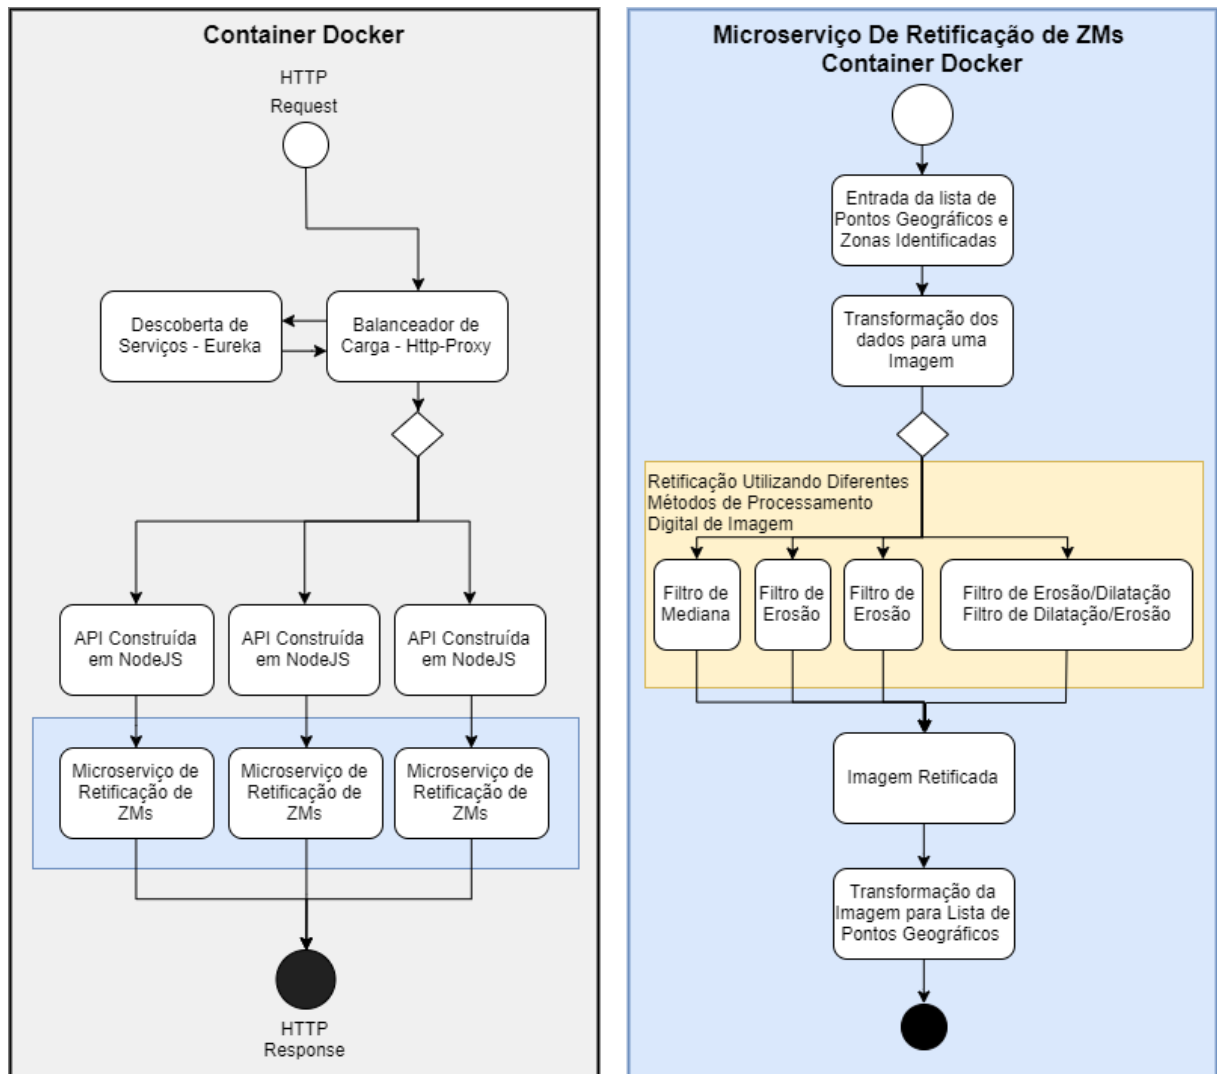 Container Docker
HTTP
Request
Descoberta de
Serviços - Eureka
Balanceador de
Carga - Http-Proxy
API Construída
em NodeJS
API Construída
em NodeJS
API Construída
em NodeJS
Microserviço de
Retificação de
ZMs
Microserviço de
Retificação de
ZMs
Microserviço de
Retificação de
ZMs
HTTP
Response
Microserviço De Retificação de ZMs
Container Docker
Entrada da lista de
Pontos Geográficos e
Zonas Identificadas
Transformação dos
dados para uma
Imagem
Retificação Utilizando Diferentes
Métodos de Processamento
Digital de Imagem
Filtro de
Mediana
Filtro de
Erosão
Filtro de
Erosão
Filtro de Erosão/Dilatação
Filtro de Dilatação/Erosão
Imagem Retificada
Transformação da
Imagem para Lista de
Pontos Geográficos